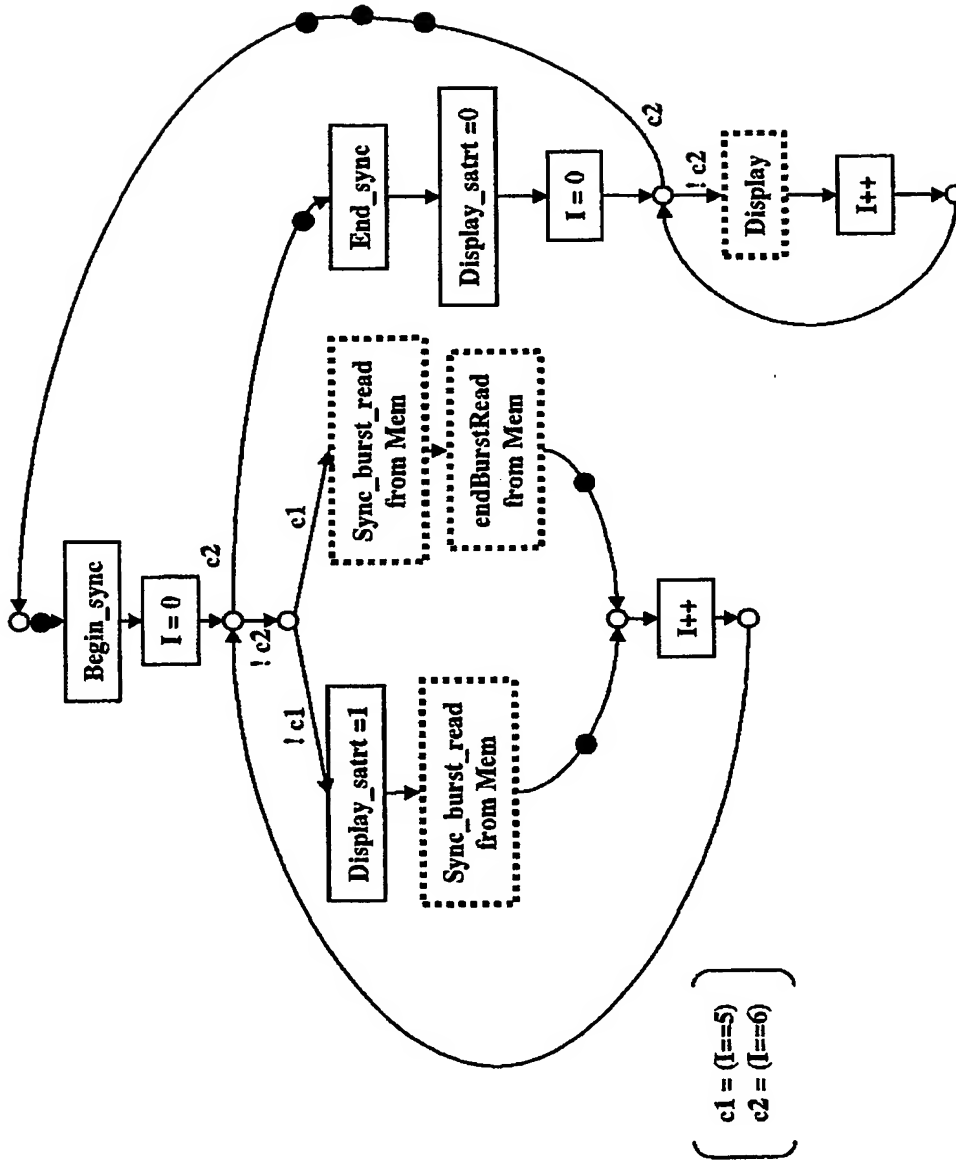 Begin_sync
I = 0
c2
! c2
! c1
c1
Display_satrt =1
Sync_burst_read
from Mem
Sync_burst_read
from Mem
endBurstRead
from Mem
I++
End_sync
Display_satrt =0
I = 0
c2
! c2
Display
I++
c1 = (I==5)
c2 = (I==6)